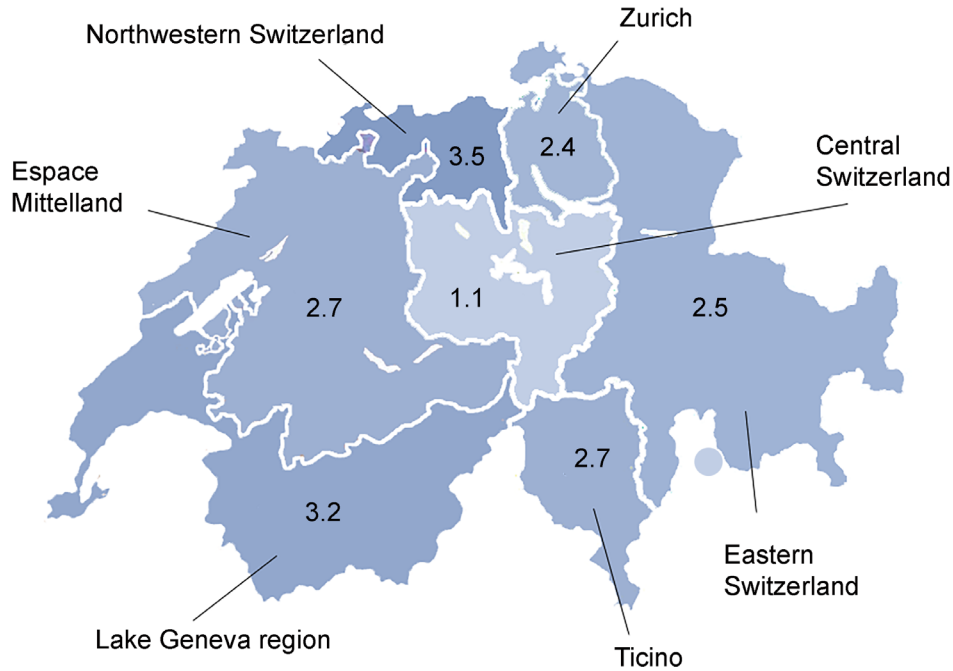 Zurich
Northwestern Switzerland
3.5
2.4
Central
Switzerland
Espace
Mittelland
1.1
2.7
2.5
2.7
3.2
Eastern
Switzerland
Lake Geneva region
Ticino